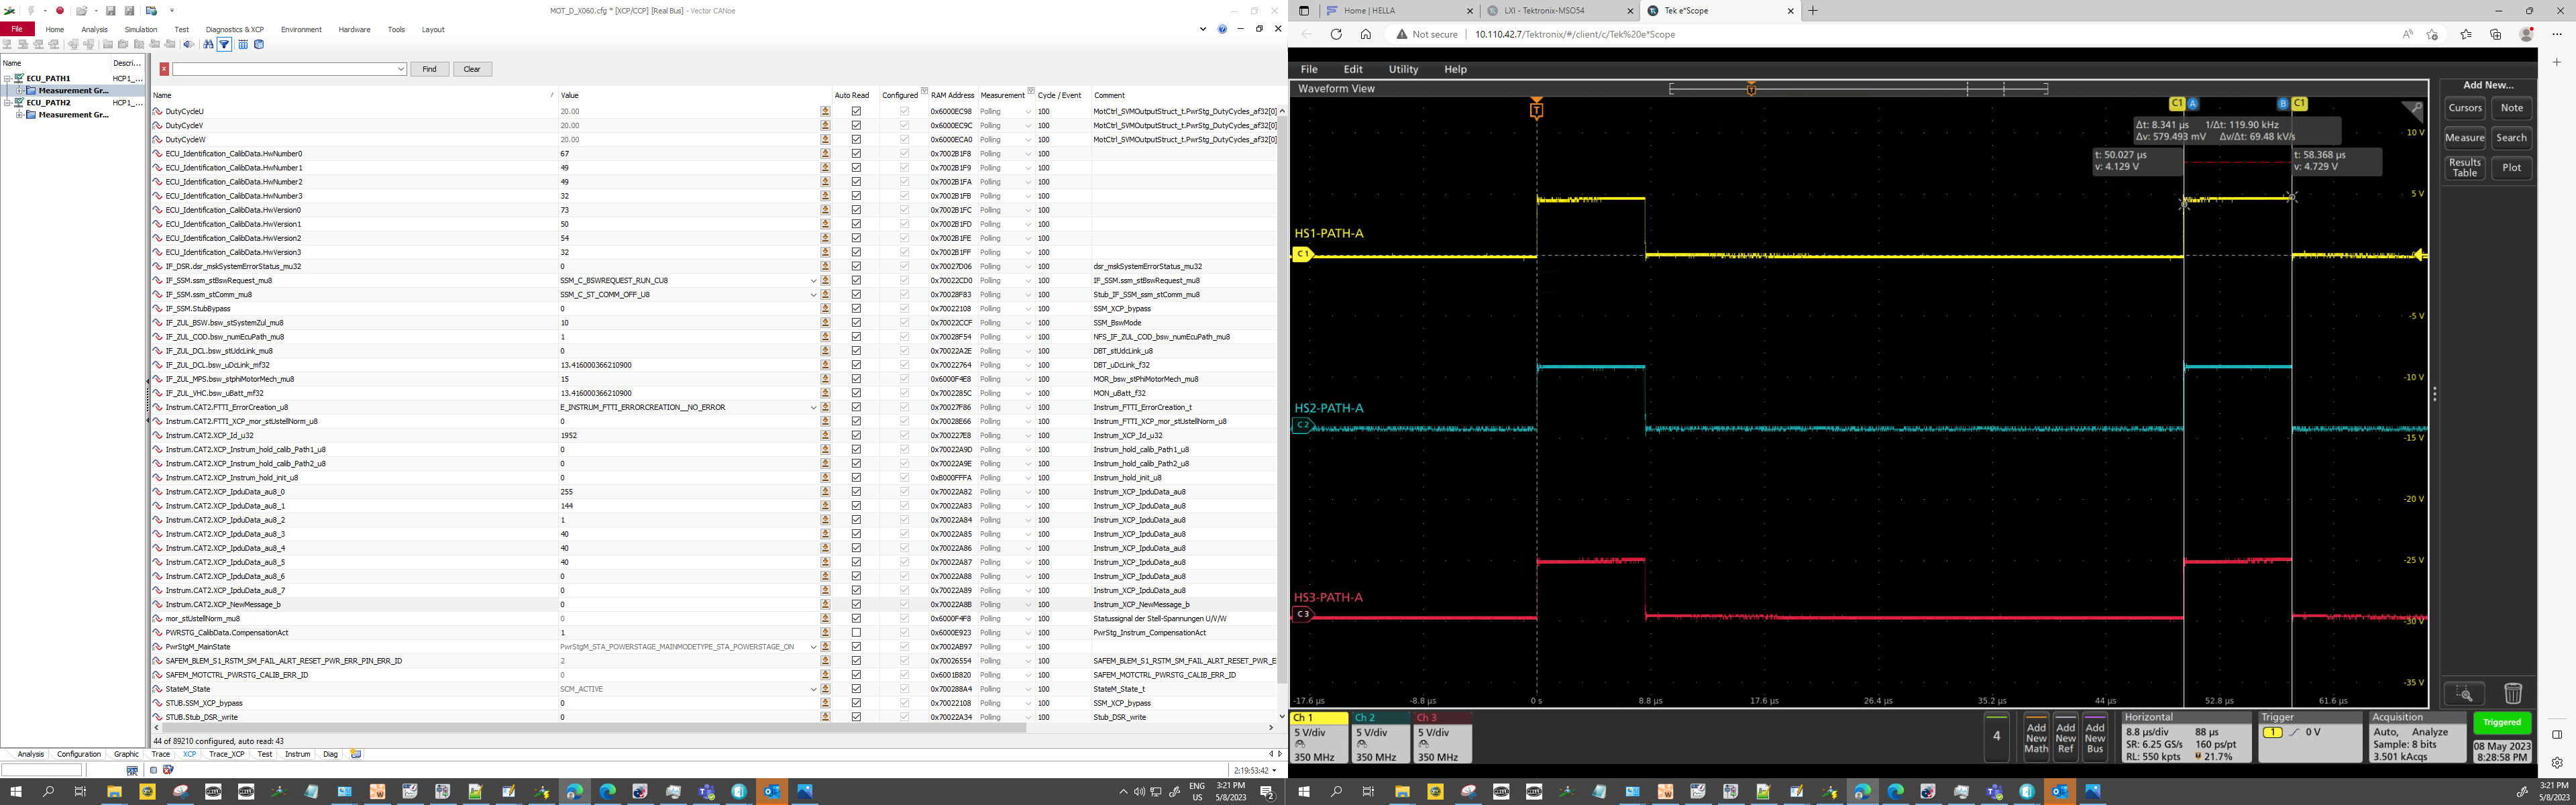 MOT_D_X060.cfg * [XCP/CCP] [Real Bus] - Vector CANoe
File Home Analysis Simulation Test Diagnostics & XCP Environment Hardware Tools Layout
Name Descri...
ECU_PATH1 HCP1_...
Measurement Gr...
ECU_PATH2 HCP1_...
Measurement Gr...
Find Clear
Name Value Auto Read Configured RAM Address Measurement Cycle / Event Comment
DutyCycleU 20.00 0x6000EC98 Polling 100 MotCtrl_SVMOutputStruct_t.PwrStg_DutyCycles_af32[0]
DutyCycleV 20.00 0x6000EC9C Polling 100 MotCtrl_SVMOutputStruct_t.PwrStg_DutyCycles_af32[0]
DutyCycleW 20.00 0x6000ECA0 Polling 100 MotCtrl_SVMOutputStruct_t.PwrStg_DutyCycles_af32[0]
ECU_Identification_CalibData.HwNumber0 67 0x7002B1F8 Polling 100
ECU_Identification_CalibData.HwNumber1 49 0x7002B1F9 Polling 100
ECU_Identification_CalibData.HwNumber2 49 0x7002B1FA Polling 100
ECU_Identification_CalibData.HwNumber3 32 0x7002B1FB Polling 100
ECU_Identification_CalibData.HwVersion0 73 0x7002B1FC Polling 100
ECU_Identification_CalibData.HwVersion1 50 0x7002B1FD Polling 100
ECU_Identification_CalibData.HwVersion2 54 0x7002B1FE Polling 100
ECU_Identification_CalibData.HwVersion3 32 0x7002B1FF Polling 100
IF_DSR.dsr_mskSystemErrorStatus_mu32 0 0x70027D06 Polling 100 dsr_mskSystemErrorStatus_mu32
IF_SSM.ssm_stBswRequest_mu8 SSM_C_BSWREQUEST_RUN_CU8 0x70022CD0 Polling 100 IF_SSM.ssm_stBswRequest_mu8
IF_SSM.ssm_stComm_mu8 SSM_C_ST_COMM_OFF_U8 0x70028F83 Polling 100 Stub_IF_SSM_ssm_stComm_mu8
IF_SSM.StubBypass 0 0x70022108 Polling 100 SSM_XCP_bypass
IF_ZUL_BSW.bsw_stSystemZul_mu8 10 0x70022CCF Polling 100 SSM_BswMode
IF_ZUL_COD.bsw_numEcuPath_mu8 1 0x70028F54 Polling 100 NFS_IF_ZUL_COD_bsw_numEcuPath_mu8
IF_ZUL_DCL.bsw_stUdcLink_mu8 0 0x70022A2E Polling 100 DBT_stUdcLink_u8
IF_ZUL_DCL.bsw_uDcLink_mf32 13.416000366210900 0x70022764 Polling 100 DBT_uDcLink_f32
IF_ZUL_MPS.bsw_stphiMotorMech_mu8 15 0x6000F4E8 Polling 100 MOR_bsw_stPhiMotorMech_mu8
IF_ZUL_VHC.bsw_uBatt_mf32 13.416000366210900 0x7002285C Polling 100 MON_uBatt_f32
Instrum.CAT2.FTTI_ErrorCreation_u8 E_INSTRUM_FTTI_ERRORCREATION__NO_ERROR 0x70027F86 Polling 100 Instrum_FTTI_ErrorCreation_t
Instrum.CAT2.FTTI_XCP_mor_stUstellNorm_u8 0 0x70028E66 Polling 100 Instrum_FTTI_XCP_mor_stUstellNorm_u8
Instrum.CAT2.XCP_Id_u32 1952 0x700227E8 Polling 100 Instrum_XCP_Id_u32
Instrum.CAT2.XCP_Instrum_hold_calib_Path1_u8 0 0x70022A9D Polling 100 Instrum_hold_calib_Path1_u8
Instrum.CAT2.XCP_Instrum_hold_calib_Path2_u8 0 0x70022A9E Polling 100 Instrum_hold_calib_Path2_u8
Instrum.CAT2.XCP_Instrum_hold_init_u8 0 0xB000FFFA Polling 100 Instrum_hold_init_u8
Instrum.CAT2.XCP_IpduData_au8_0 255 0x70022A82 Polling 100 Instrum_XCP_IpduData_au8
Instrum.CAT2.XCP_IpduData_au8_1 144 0x70022A83 Polling 100 Instrum_XCP_IpduData_au8
Instrum.CAT2.XCP_IpduData_au8_2 1 0x70022A84 Polling 100 Instrum_XCP_IpduData_au8
Instrum.CAT2.XCP_IpduData_au8_3 40 0x70022A85 Polling 100 Instrum_XCP_IpduData_au8
Instrum.CAT2.XCP_IpduData_au8_4 40 0x70022A86 Polling 100 Instrum_XCP_IpduData_au8
Instrum.CAT2.XCP_IpduData_au8_5 40 0x70022A87 Polling 100 Instrum_XCP_IpduData_au8
Instrum.CAT2.XCP_IpduData_au8_6 0 0x70022A88 Polling 100 Instrum_XCP_IpduData_au8
Instrum.CAT2.XCP_IpduData_au8_7 0 0x70022A89 Polling 100 Instrum_XCP_IpduData_au8
Instrum.CAT2.XCP_NewMessage_b 0 0x70022A8B Polling 100 Instrum_XCP_NewMessage_b
mor_stUstellNorm_mu8 0 0x6000F4F8 Polling 100 Statussignal der Stell-Spannungen U/V/W
PWRSTG_CalibData.CompensationAct 1 0x6000E923 Polling 100 PwrStg_Instrum_CompensationAct
PwrStgM_MainState PwrStgM_STA_POWERSTAGE_MAINMODETYPE_STA_POWERSTAGE_ON 0x7002AB97 Polling 100
SAFEM_BLEM_S1_RSTM_SM_FAIL_ALRT_RESET_PWR_ERR_PIN_ERR_ID 2 0x70026554 Polling 100 SAFEM_BLEM_S1_RSTM_SM_FAIL_ALRT_RESET_PWR_E
SAFEM_MOTCTRL_PWRSTG_CALIB_ERR_ID 0 0x6001B820 Polling 100 SAFEM_MOTCTRL_PWRSTG_CALIB_ERR_ID
StateM_State SCM_ACTIVE 0x700288A4 Polling 100 StateM_State_t
STUB.SSM_XCP_bypass 0 0x70022108 Polling 100 SSM_XCP_bypass
STUB.Stub_DSR_write 0 0x70022A34 Polling 100 Stub_DSR_write
44 of 89210 configured, auto read: 43
Analysis Configuration Graphic Trace XCP Trace_XCP Test Instrum Diag
2:19:53:42
ENG US 3:21 PM 5/8/2023
Home | HELLA LXI - Tektronix-MSO54 Tek e*Scope
Not secure 10.110.42.7/Tektronix/#/client/c/Tek%20e*Scope
File Edit Utility Help
Waveform View
T
C1 A B C1
Δt: 8.341 µs 1/Δt: 119.90 kHz
Δv: 579.493 mV Δv/Δt: 69.48 kV/s
t: 50.027 µs
v: 4.129 V
t: 58.368 µs
v: 4.729 V
10 V
5 V
-5 V
-10 V
-15 V
-20 V
-25 V
-30 V
-35 V
HS1-PATH-A
C 1
HS2-PATH-A
C 2
HS3-PATH-A
C 3
-17.6 µs -8.8 µs 0 s 8.8 µs 17.6 µs 26.4 µs 35.2 µs 44 µs 52.8 µs 61.6 µs
Add New...
Cursors Note
Measure Search
Results Table Plot
Ch 1 5 V/div 350 MHz
Ch 2 5 V/div 350 MHz
Ch 3 5 V/div 350 MHz
4
Add New Math
Add New Ref
Add New Bus
Horizontal
8.8 µs/div 88 µs
SR: 6.25 GS/s 160 ps/pt
RL: 550 kpts 21.7%
Trigger
1 0 V
Acquisition
Auto, Analyze
Sample: 8 bits
3.501 kAcqs
Triggered
08 May 2023
8:28:58 PM
3:21 PM
5/8/2023